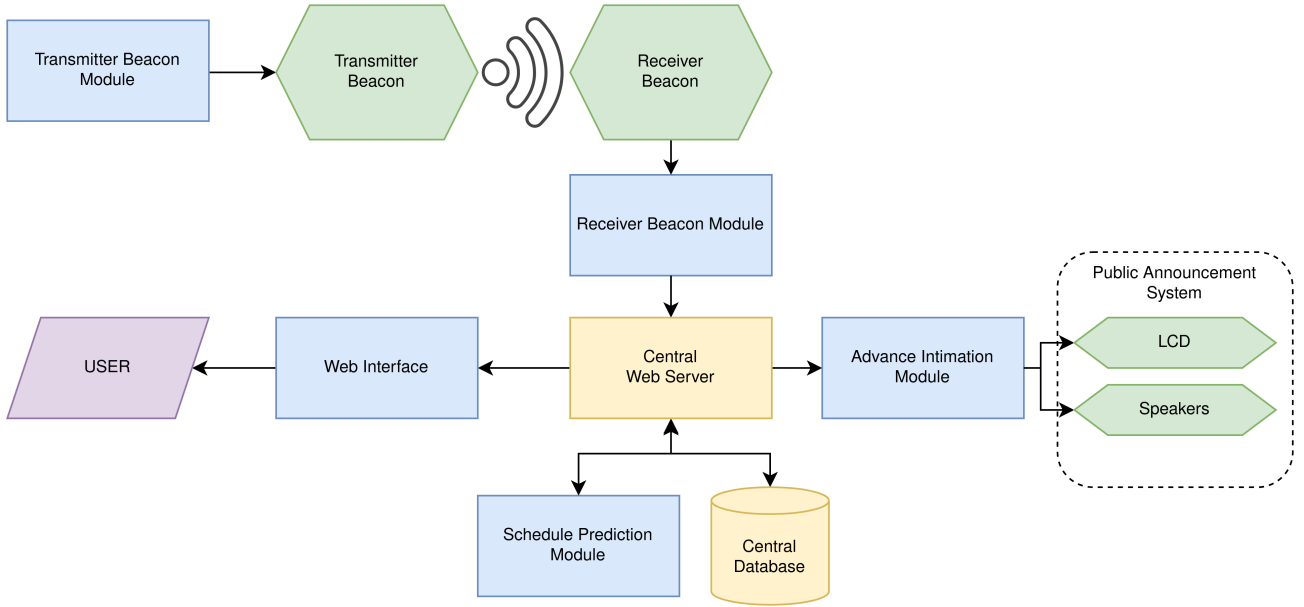 Transmitter Beacon
Module
Transmitter
Beacon
Receiver
Beacon
Receiver Beacon Module
Public Announcement
System
LCD
Speakers
USER
Web Interface
Central
Web Server
Advance Intimation
Module
Schedule Prediction
Module
Central
Database